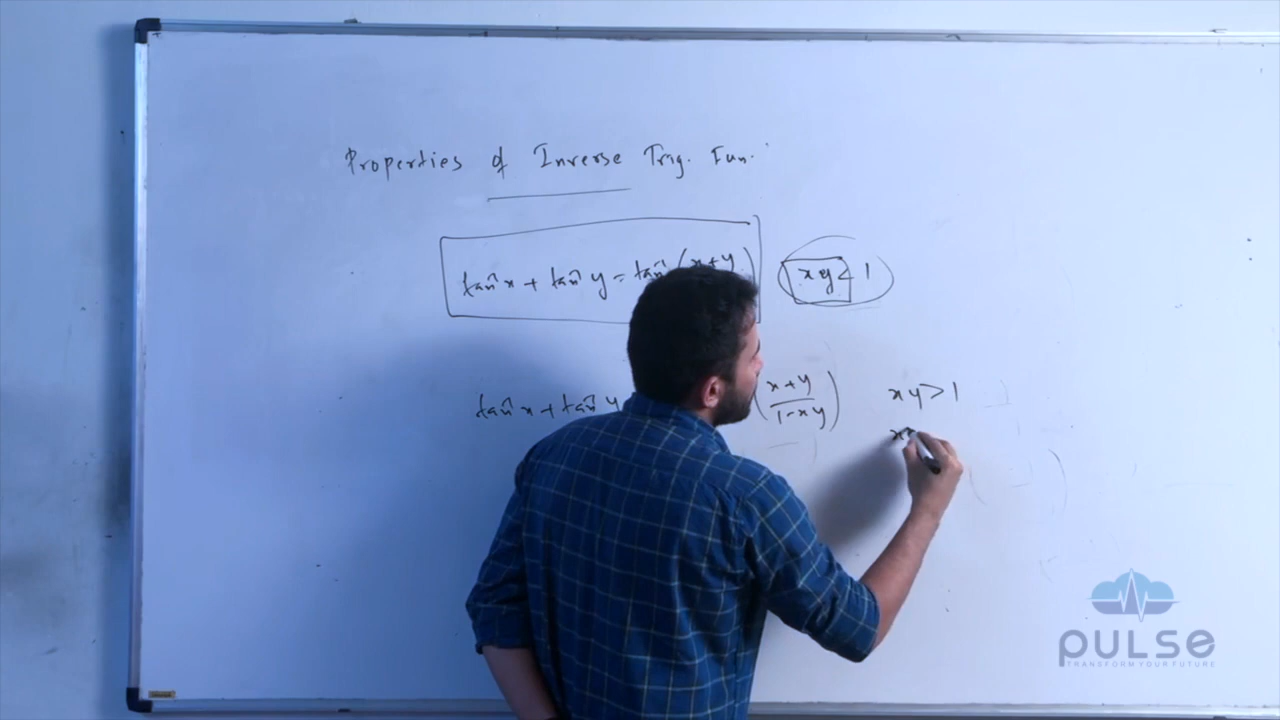 Properties of Inverse Trig. Fun.
tan⁻¹x + tan⁻¹y = tan⁻¹(x+y xy<1
tan⁻¹x + tan⁻¹y (x+y/1-xy) xy>1
x
PULSE
TRANSFORM YOUR FUTURE